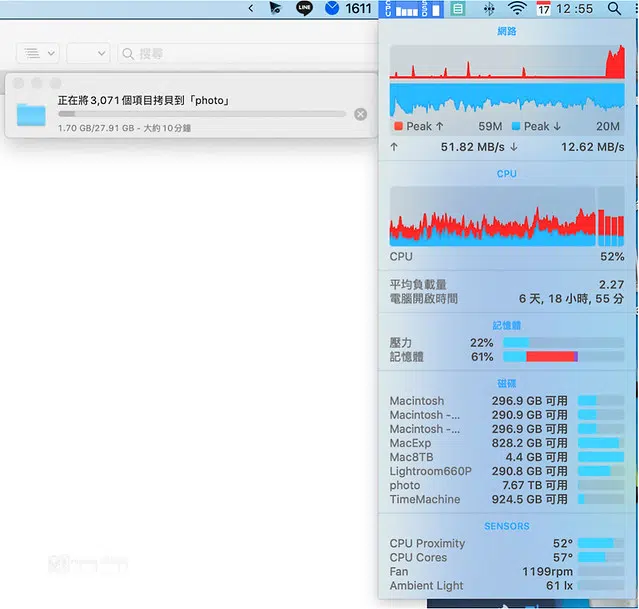 LINE
1611
17
12:55
搜尋
正在將 3,071 個項目拷貝到「photo」
1.70 GB/27.91 GB - 大約 10 分鐘
網路
Peak ↑ 59M Peak ↓ 20M
↑ 51.82 MB/s ↓ 12.62 MB/s
CPU
CPU 52%
平均負載量 2.27
電腦開啟時間 6 天, 18 小時, 55 分
記憶體
壓力 22%
記憶體 61%
磁碟
Macintosh 296.9 GB 可用
Macintosh -... 290.9 GB 可用
Macintosh -... 296.9 GB 可用
MacExp 828.2 GB 可用
Mac8TB 4.4 GB 可用
Lightroom660P 290.8 GB 可用
photo 7.67 TB 可用
TimeMachine 924.5 GB 可用
SENSORS
CPU Proximity 52°
CPU Cores 57°
Fan 1199rpm
Ambient Light 61 lx